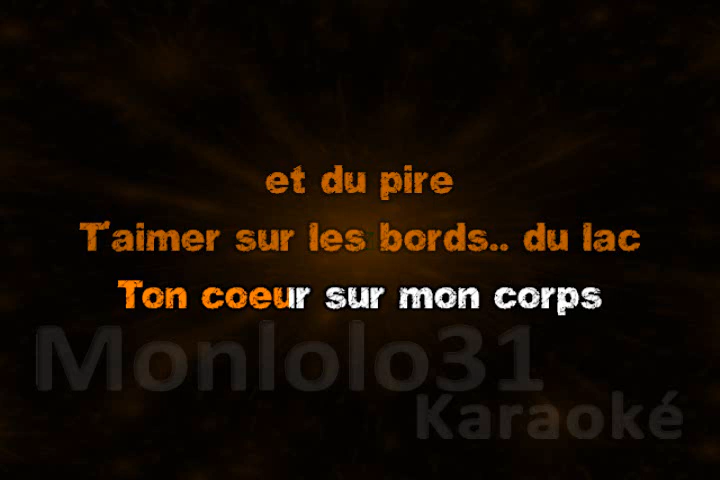 et du pire
T'aimer sur les bords.. du lac
Ton coeur sur mon corps
Monlolo31
Karaoké